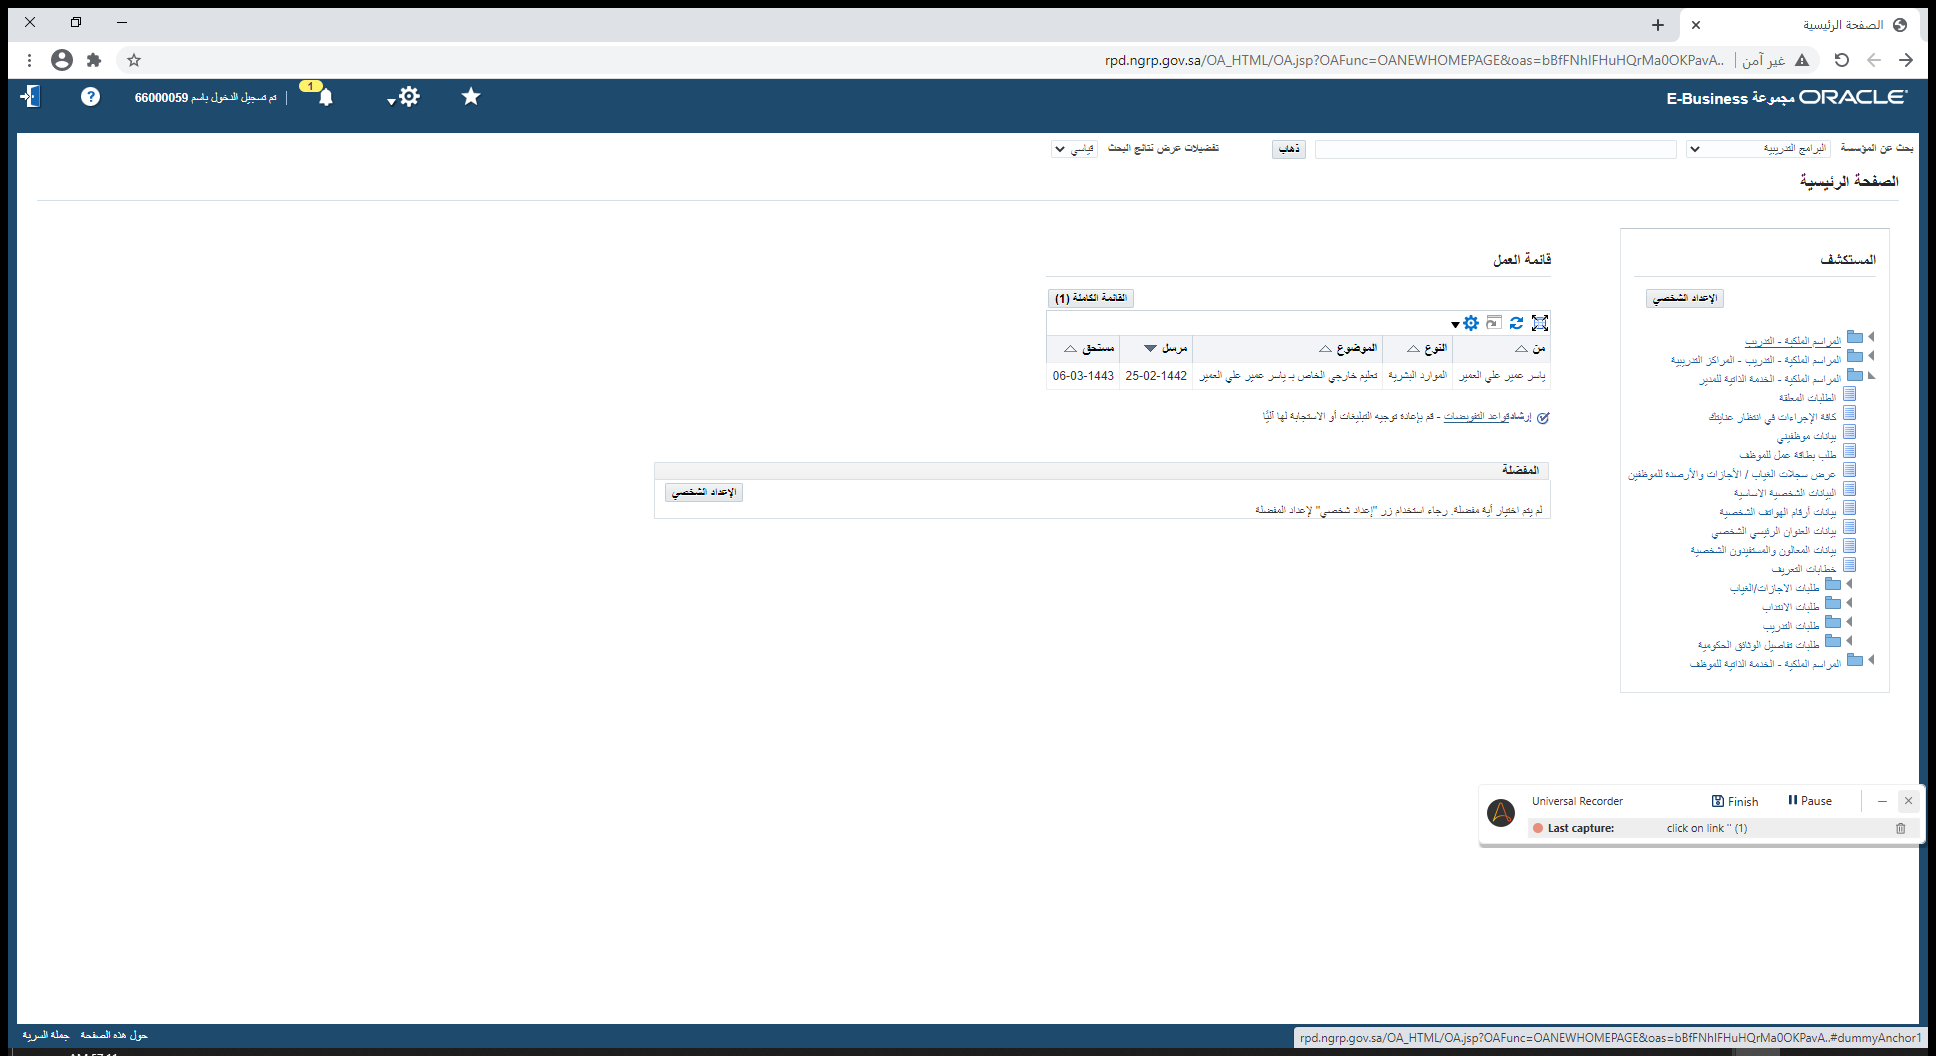 الصفحة الرئيسية
غير آمن
rpd.ngrp.gov.sa/OA_HTML/OA.jsp?OAFunc=OANEWHOMEPAGE&oas=bBfFNhIFHuHQrMa0OKPavA..
ORACLE مجموعة E-Business
1
تم تسجيل الدخول باسم 66000059
بحث عن المؤسسة
البرامج التدريبية
ذهاب
تفضيلات عرض نتائج البحث
قياسي
الصفحة الرئيسية
المستكشف
الإعداد الشخصي
المراسم الملكية - التدريب
المراسم الملكية - التدريب - المراكز التدريبية
المراسم الملكية - الخدمة الذاتية للمدير
الطلبات المعلقة
كافة الإجراءات في انتظار عنايتك
بيانات موظفيني
طلب بطاقة عمل للموظف
عرض سجلات الغياب / الأجازات والأرصدة للموظفين
البيانات الشخصية الاساسية
بيانات أرقام الهواتف الشخصية
بيانات العنوان الرئيسي الشخصي
بيانات المعالون والمستفيدون الشخصية
خطابات التعريف
طلبات الاجازات/الغياب
طلبات الانتداب
طلبات التدريب
طلبات تفاصيل الوثائق الحكومية
المراسم الملكية - الخدمة الذاتية للموظف
قائمة العمل
القائمة الكاملة (1)
من النوع الموضوع مرسل مستحق
ياسر عمير علي العمير الموارد البشرية تعليم خارجي الخاص بـ ياسر عمير علي العمير 25-02-1442 06-03-1443
إرشاد قواعد التفويضات - قم بإعادة توجيه التبليغات أو الاستجابة لها آليًا
المفضلة
الإعداد الشخصي
لم يتم اختيار أية مفضلة. رجاء استخدام زر "إعداد شخصي" لإعداد المفضلة
Universal Recorder Finish Pause
Last capture: click on link '' (1)
حول هذه الصفحة جملة السرية
rpd.ngrp.gov.sa/OA_HTML/OA.jsp?OAFunc=OANEWHOMEPAGE&oas=bBfFNhIFHuHQrMa0OKPavA..#dummyAnchor1